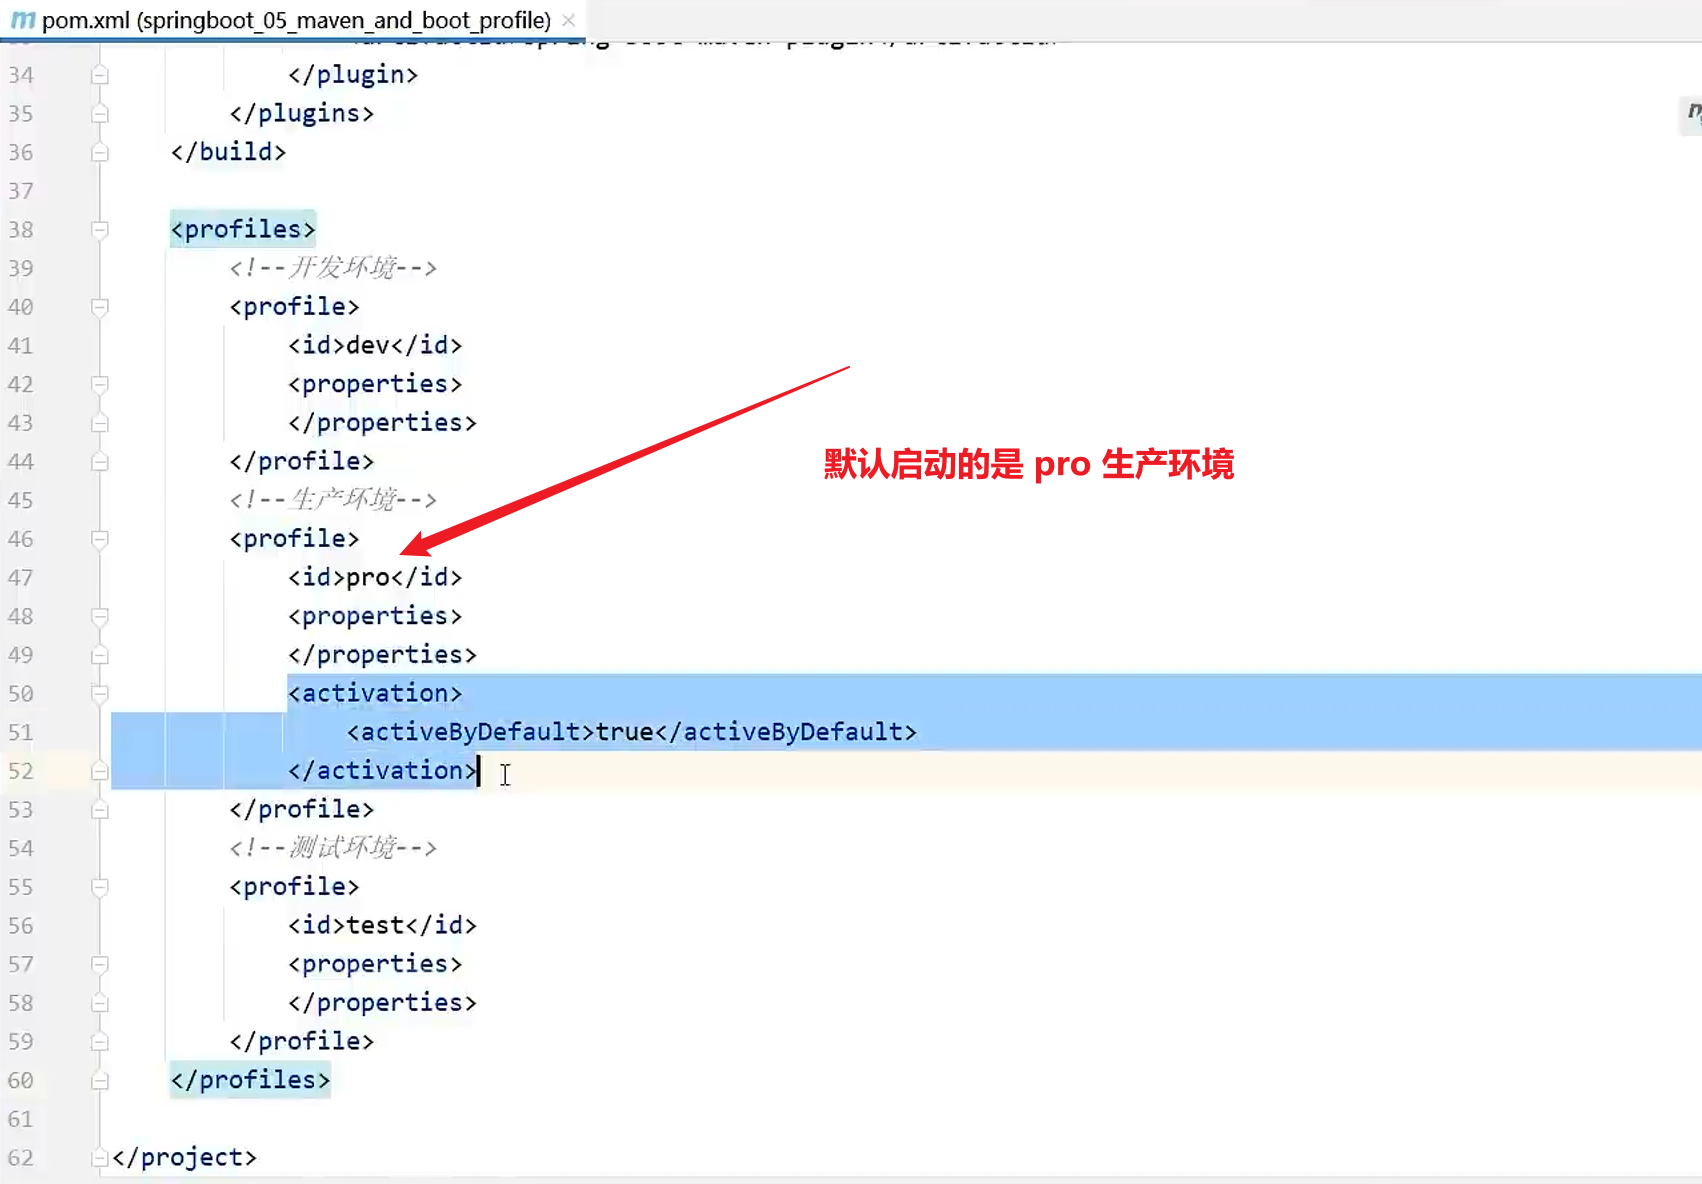 pom.xml (springboot_05_maven_and_boot_profile)
34 </plugin>
35 </plugins>
36 </build>
37
38 <profiles>
39 <!--开发环境-->
40 <profile>
41 <id>dev</id>
42 <properties>
43 </properties>
44 </profile>
45 <!--生产环境-->
46 <profile>
47 <id>pro</id>
48 <properties>
49 </properties>
50 <activation>
51 <activeByDefault>true</activeByDefault>
52 </activation>
53 </profile>
54 <!--测试环境-->
55 <profile>
56 <id>test</id>
57 <properties>
58 </properties>
59 </profile>
60 </profiles>
61
62 </project>
默认启动的是 pro 生产环境